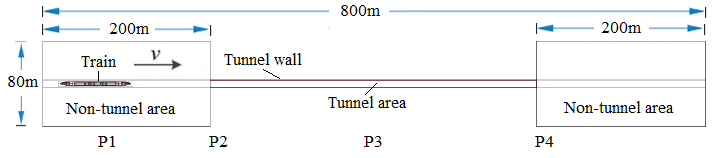 800m
200m
200m
80m
Train
v
Tunnel wall
Tunnel area
Non-tunnel area
Non-tunnel area
P1
P2
P3
P4